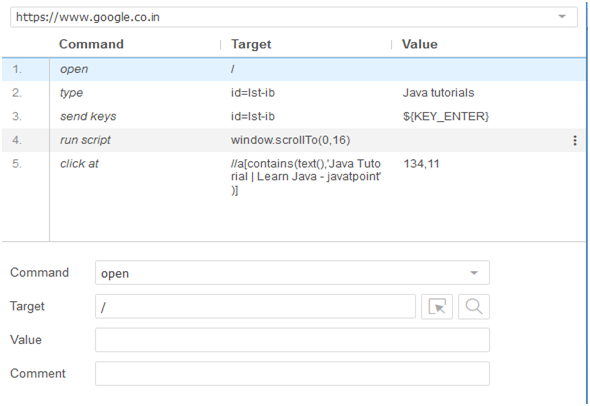 https://www.google.co.in
Command Target Value
1. open /
2. type id=lst-ib Java tutorials
3. send keys id=lst-ib ${KEY_ENTER}
4. run script window.scrollTo(0,16)
5. click at //a[contains(text(),'Java Tuto 134,11
rial | Learn Java - javatpoint'
)]
Command open
Target /
Value
Comment